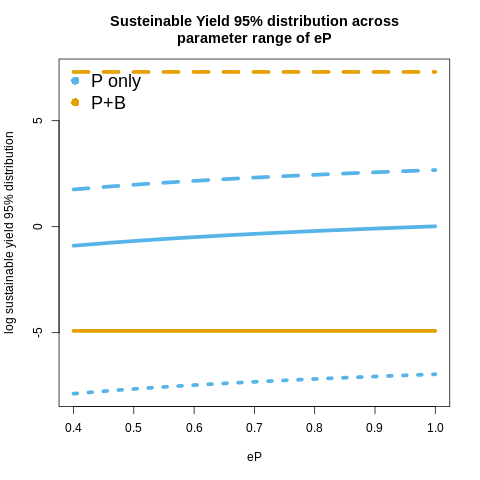 Susteinable Yield 95% distribution across
parameter range of eP
P only
P+B
log sustainable yield 95% distribution
5
0
-5
0.4 0.5 0.6 0.7 0.8 0.9 1.0
eP